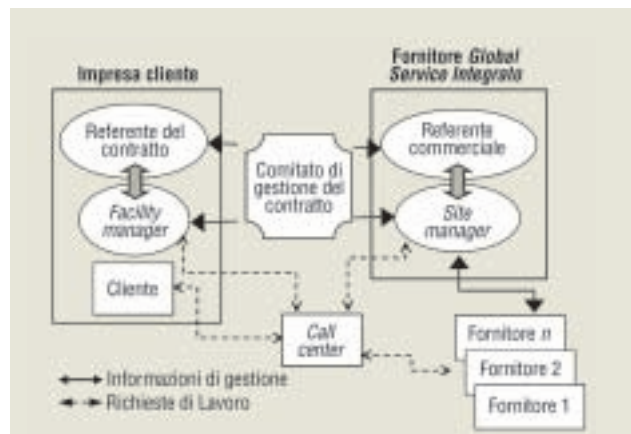 Impresa cliente
Fornitore Global
Service Integrato
Referente del
contratto
Facility
manager
Cliente
Comitato di
gestione del
contratto
Referente
commerciale
Site
manager
Call
center
Fornitore n
Fornitore 2
Fornitore 1
Informazioni di gestione
Richieste di Lavoro